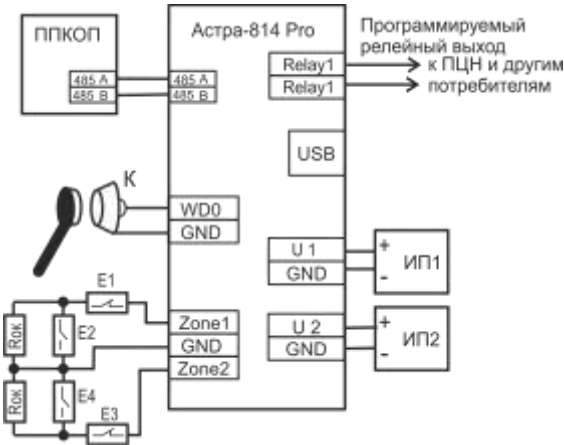 ППКОП
485 A
485 B
Астра-814 Pro
485 A
485 B
Relay1
Relay1
Программируемый
релейный выход
к ПЦН и другим
потребителям
USB
К
WD0
GND
U 1
GND
+
-
ИП1
E1
Zone1
GND
Zone2
Rок
E2
Rок
E4
E3
U 2
GND
+
-
ИП2